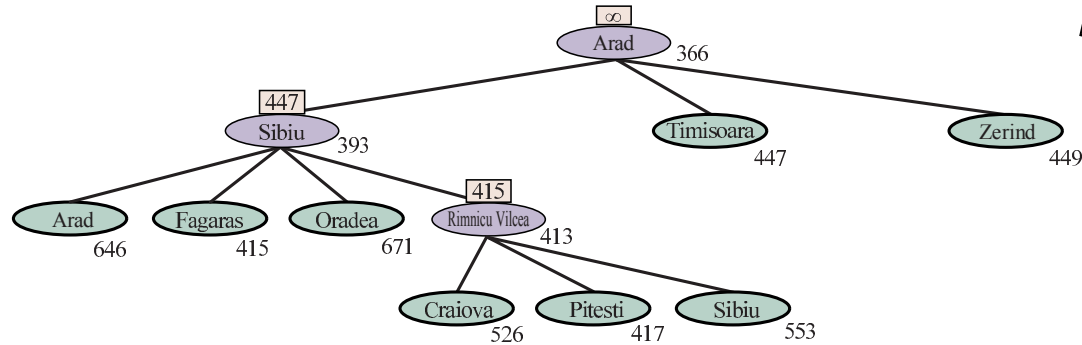 ∞
Arad
366
447
Sibiu
393
Timisoara
447
Zerind
449
Arad
646
Fagaras
415
Oradea
671
415
Rimnicu Vilcea
413
Craiova
526
Pitesti
417
Sibiu
553